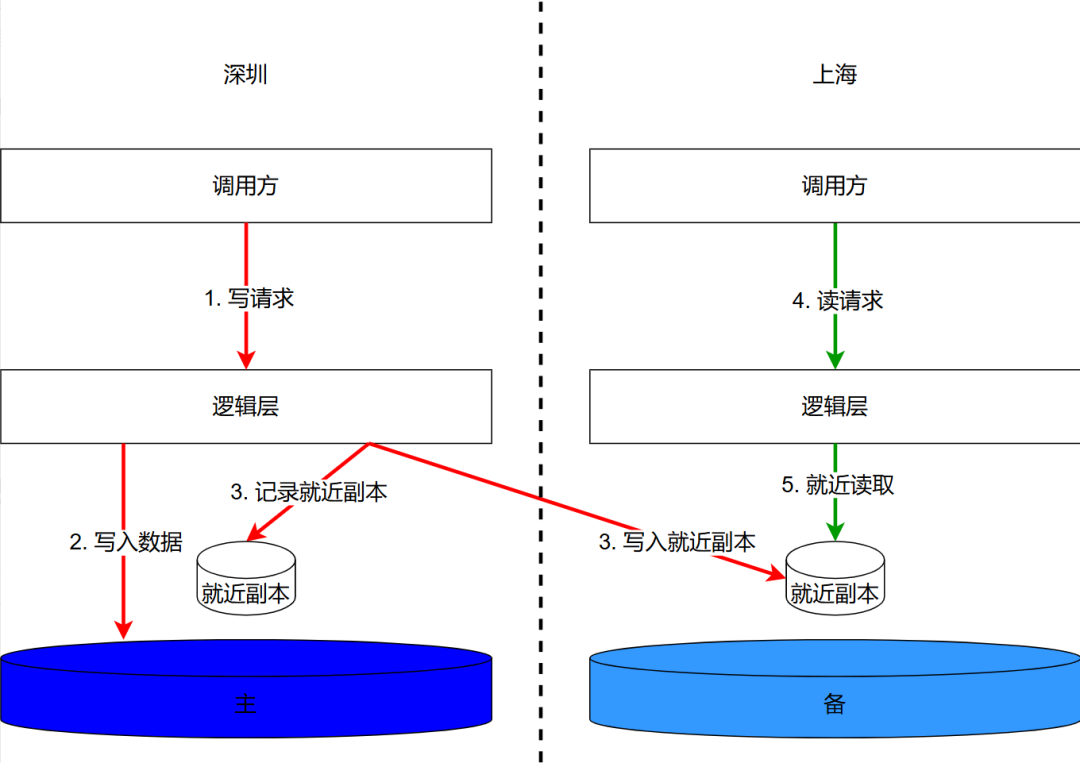 深圳
上海
调用方
调用方
1. 写请求
4. 读请求
逻辑层
逻辑层
3. 记录就近副本
5. 就近读取
2. 写入数据
3. 写入就近副本
就近副本
就近副本
主
备